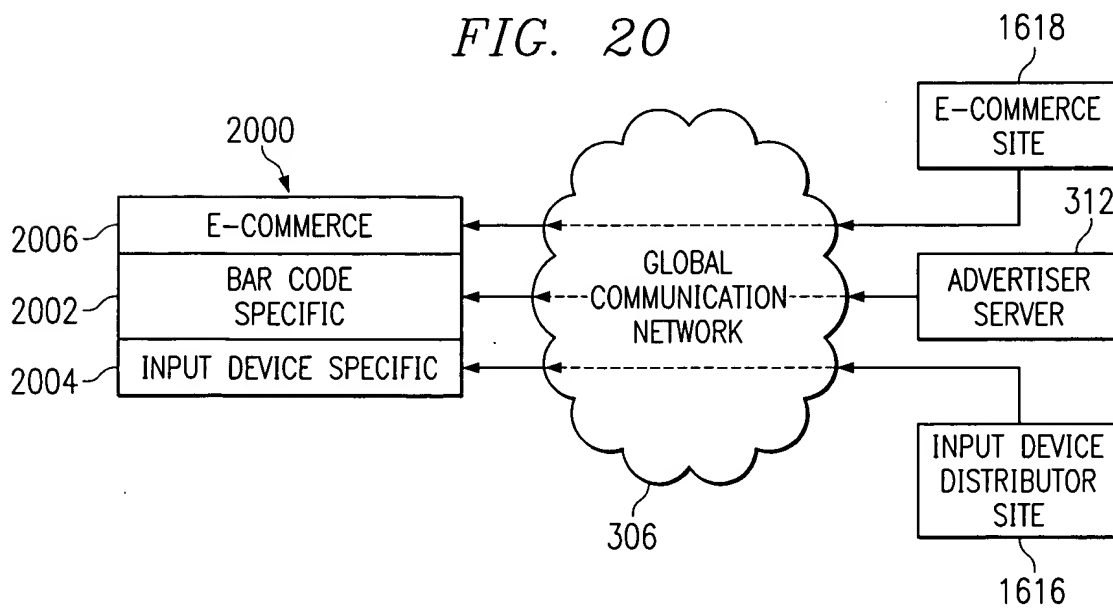 FIG. 20
1618
E-COMMERCE
SITE
2000
2006
E-COMMERCE
312
2002
BAR CODE
SPECIFIC
GLOBAL
COMMUNICATION
NETWORK
ADVERTISER
SERVER
2004
INPUT DEVICE SPECIFIC
INPUT DEVICE
DISTRIBUTOR
SITE
306
1616